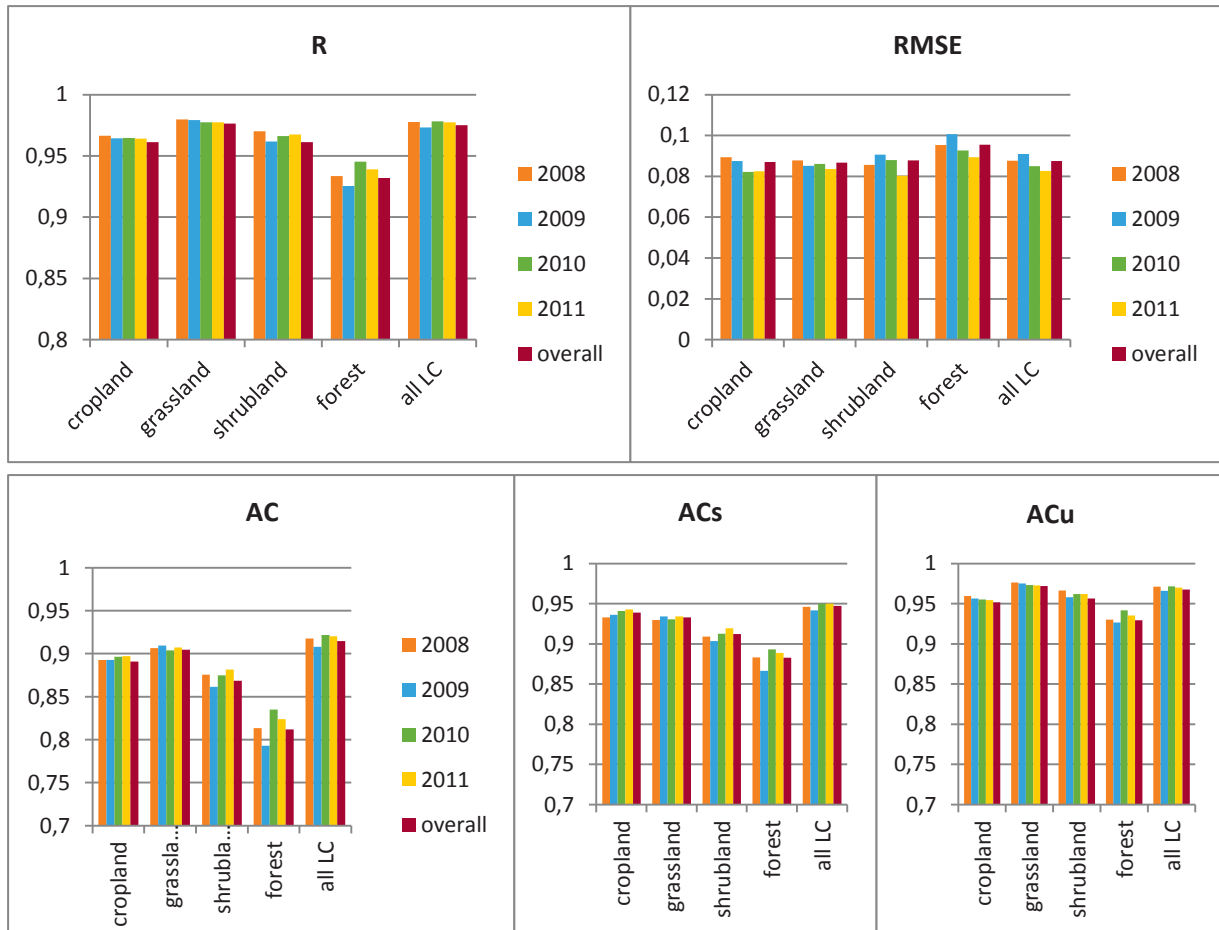 R
1
0,95
0,9
0,85
0,8
cropland
grassland
shrubland
forest
all LC
2008
2009
2010
2011
overall
RMSE
0,12
0,1
0,08
0,06
0,04
0,02
0
cropland
grassland
shrubland
forest
all LC
2008
2009
2010
2011
overall
AC
1
0,95
0,9
0,85
0,8
0,75
0,7
cropland
grassla...
shrubla...
forest
all LC
2008
2009
2010
2011
overall
ACs
1
0,95
0,9
0,85
0,8
0,75
0,7
cropland
grassland
shrubland
forest
all LC
ACu
1
0,95
0,9
0,85
0,8
0,75
0,7
cropland
grassland
shrubland
forest
all LC